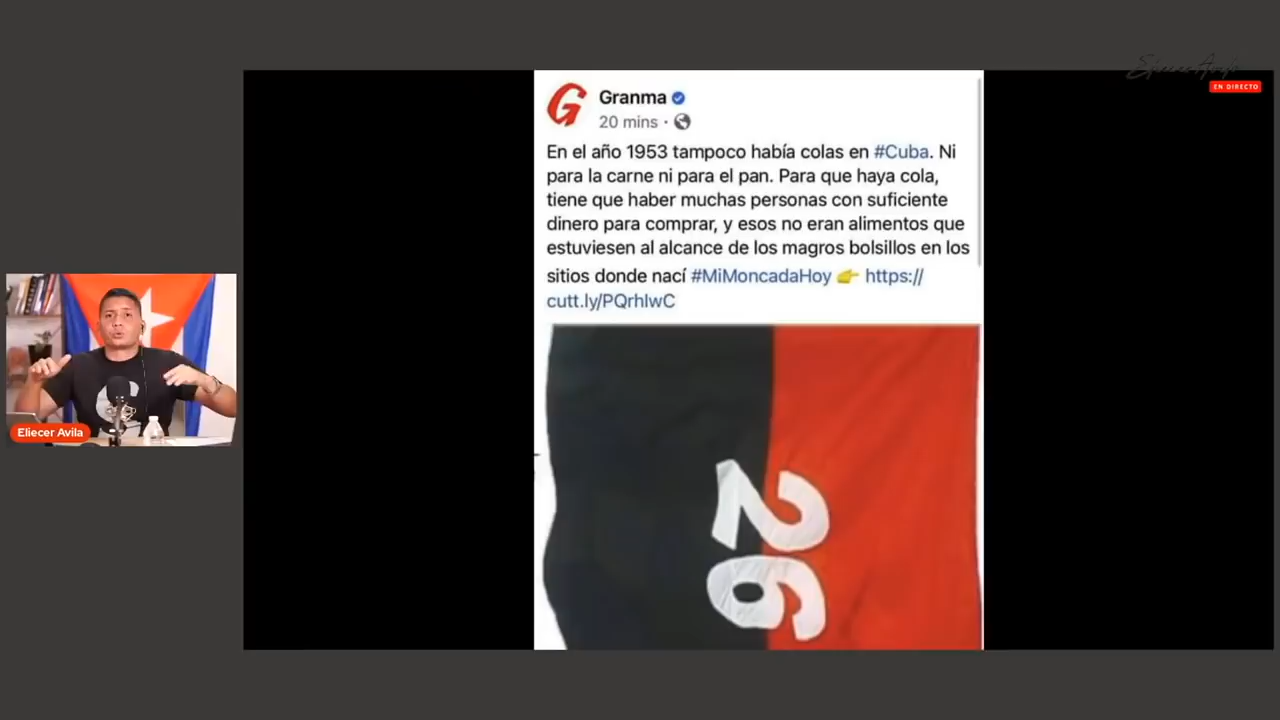 Eliecer Avila
EN DIRECTO
Granma
20 mins ·
En el año 1953 tampoco había colas en #Cuba. Ni
para la carne ni para el pan. Para que haya cola,
tiene que haber muchas personas con suficiente
dinero para comprar, y esos no eran alimentos que
estuviesen al alcance de los magros bolsillos en los
sitios donde nací #MiMoncadaHoy 👉 https://
cutt.ly/PQrhlwC
26
Eliecer Avila